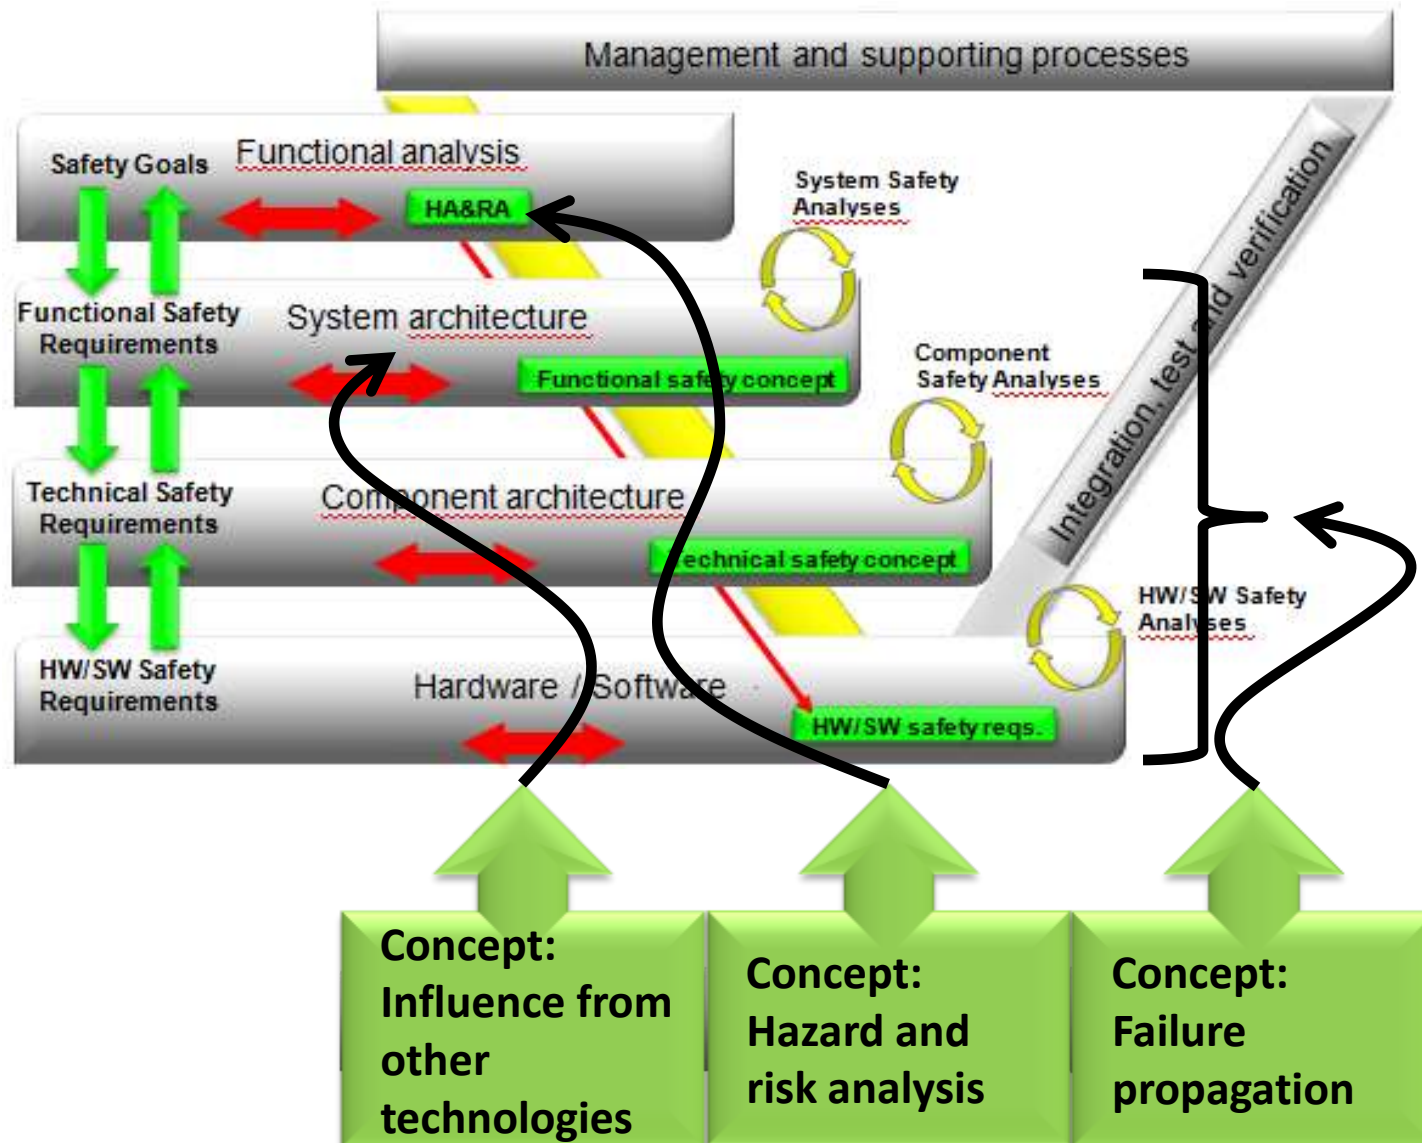 Management and supporting processes
Safety Goals
Functional analysis
HA&RA
System Safety
Analyses
Functional Safety
Requirements
System architecture
Functional safety concept
Component
Safety Analyses
Integration, test and verification
Technical Safety
Requirements
Component architecture
Technical safety concept
HW/SW Safety
Analyses
HW/SW Safety
Requirements
Hardware / Software
HW/SW safety reqs.
Concept:
Influence from
other
technologies
Concept:
Hazard and
risk analysis
Concept:
Failure
propagation